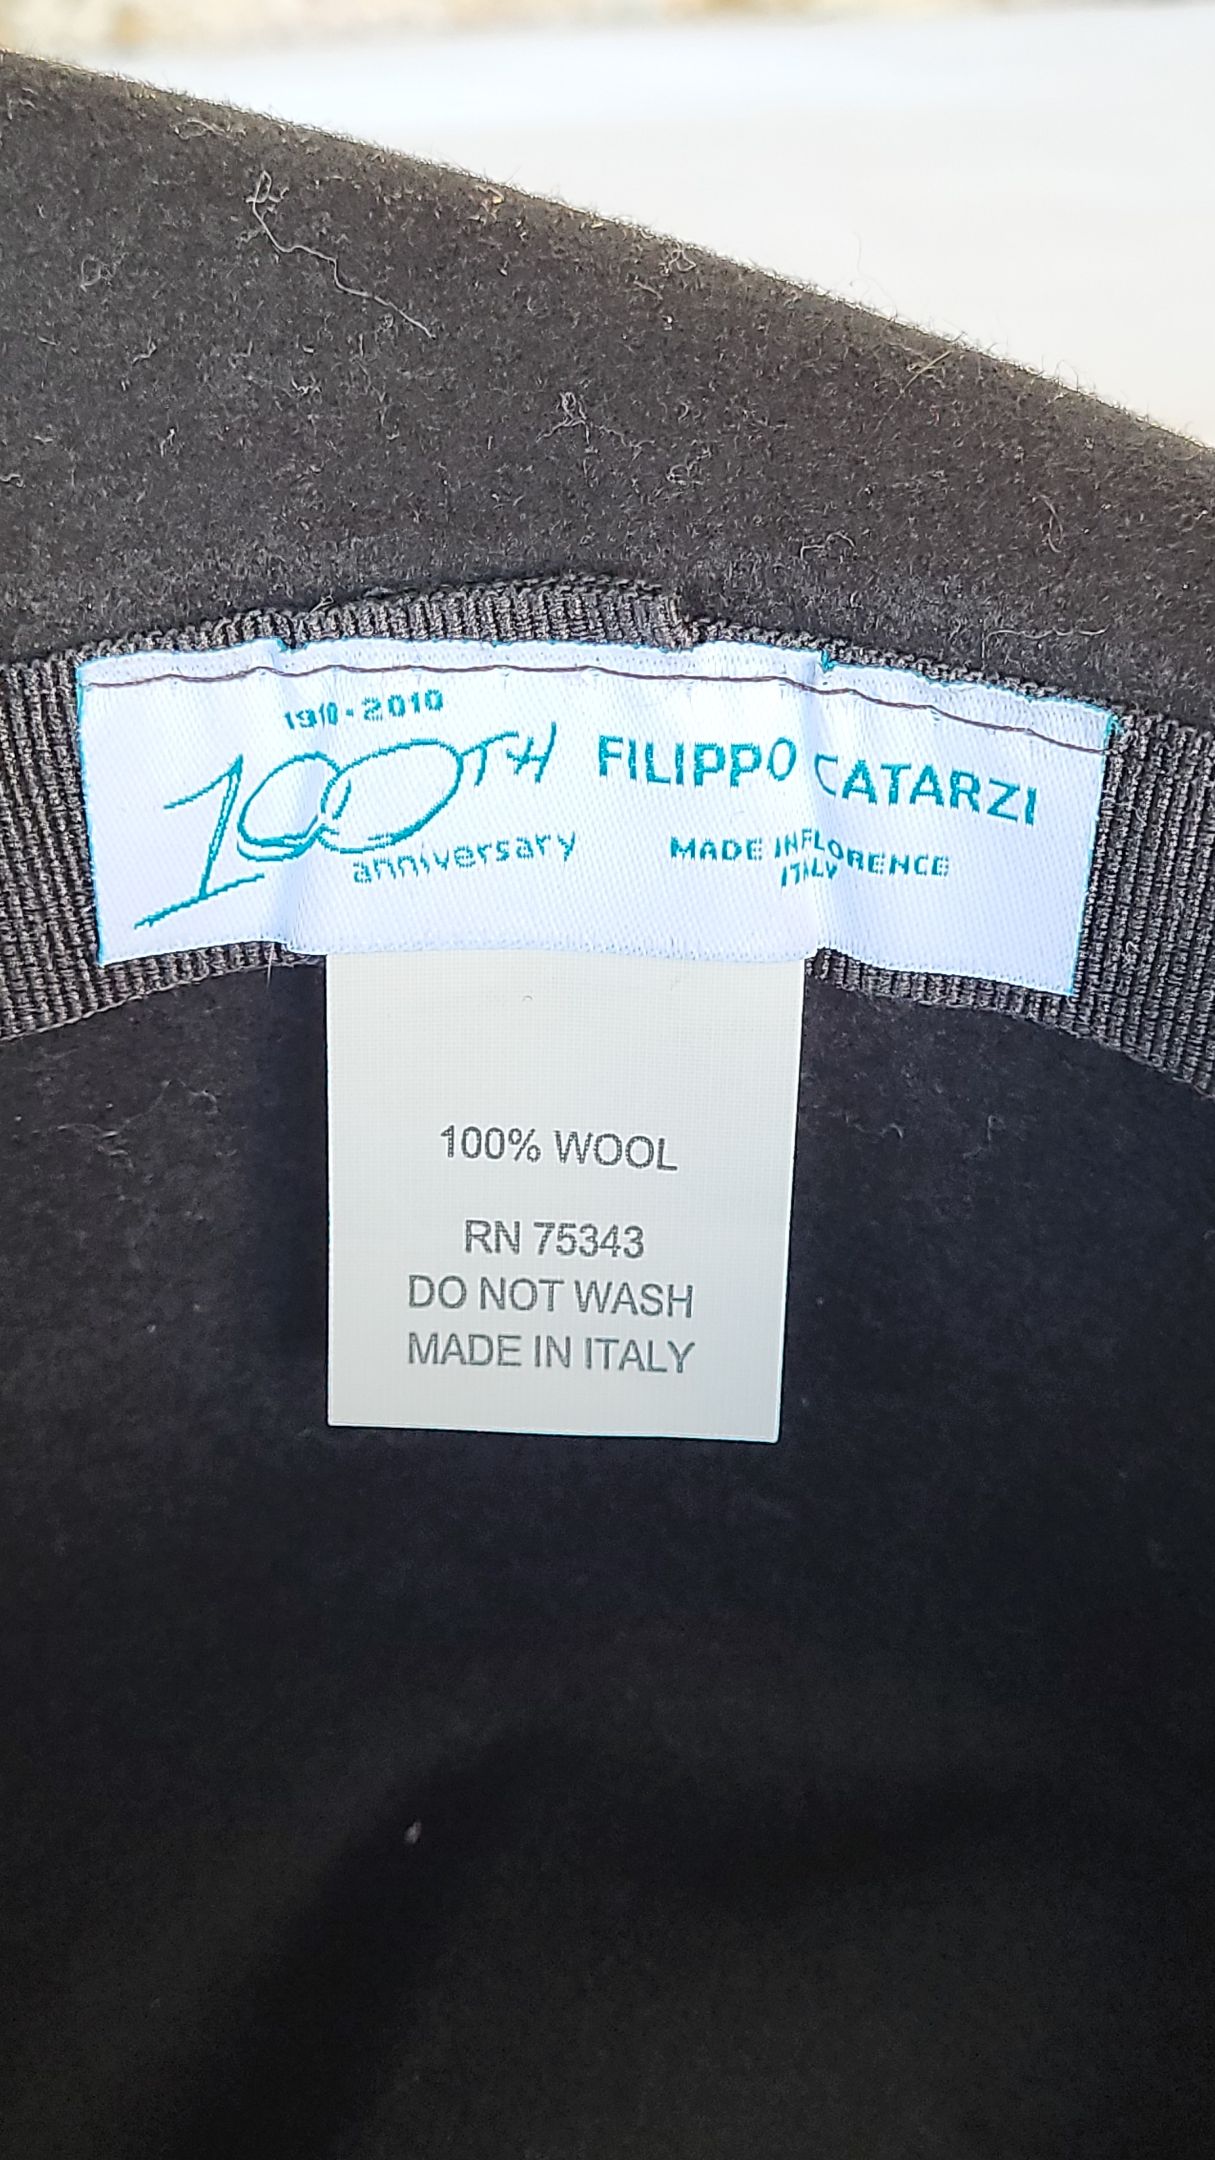 1910-2010
100TH
anniversary
FILIPPO CATARZI
MADE IN FLORENCE
ITALY
100% WOOL
RN 75343
DO NOT WASH
MADE IN ITALY